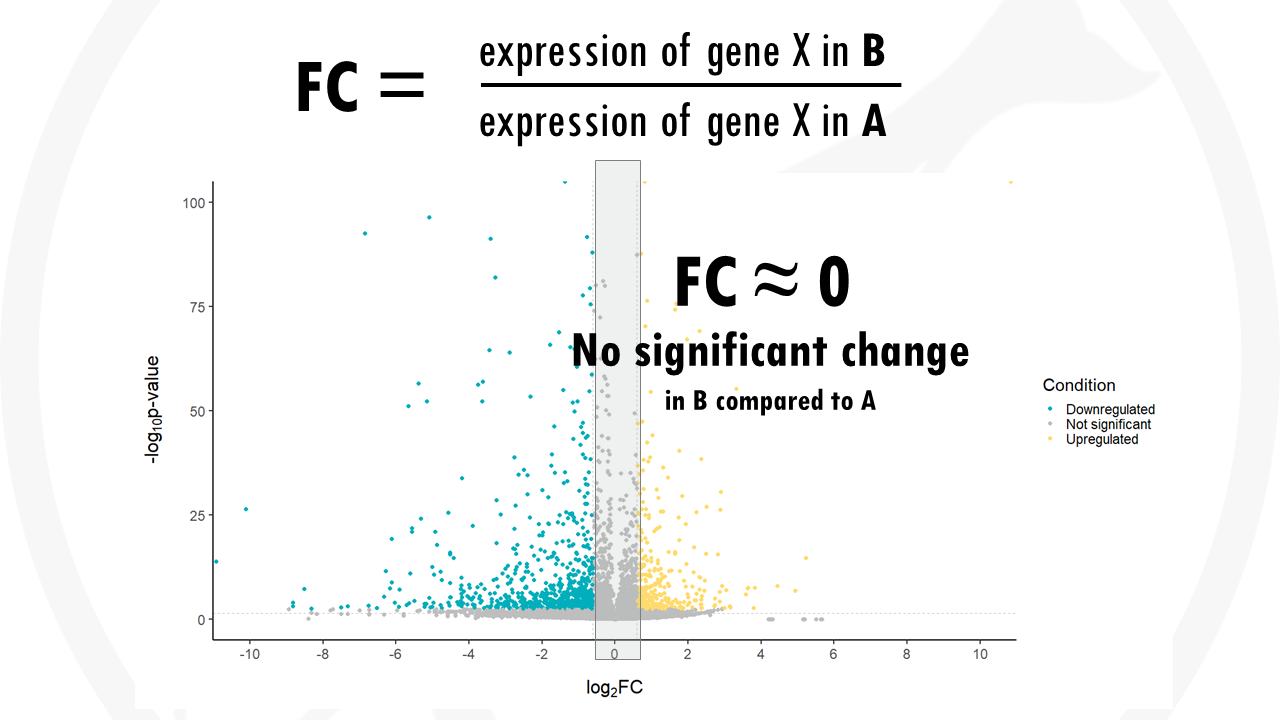 FC = expression of gene X in B
expression of gene X in A
FC ≈ 0
No significant change
in B compared to A
100
75
50
25
0
-log10p-value
-10
-8
-6
-4
-2
0
2
4
6
8
10
log2FC
Condition
Downregulated
Not significant
Upregulated